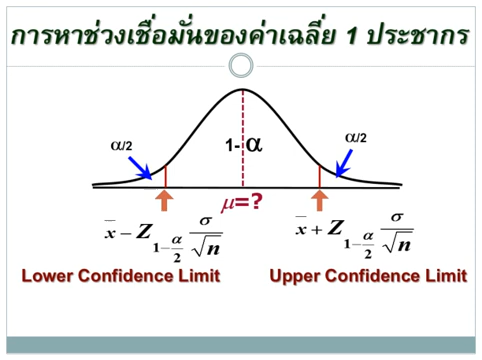 การหาช่วงเชื่อมั่นของค่าเฉลี่ย 1 ประชากร
α/2
1- α
α/2
μ=?
x̄ − Z₁₋α/₂ σ/√n
x̄ + Z₁₋α/₂ σ/√n
Lower Confidence Limit
Upper Confidence Limit